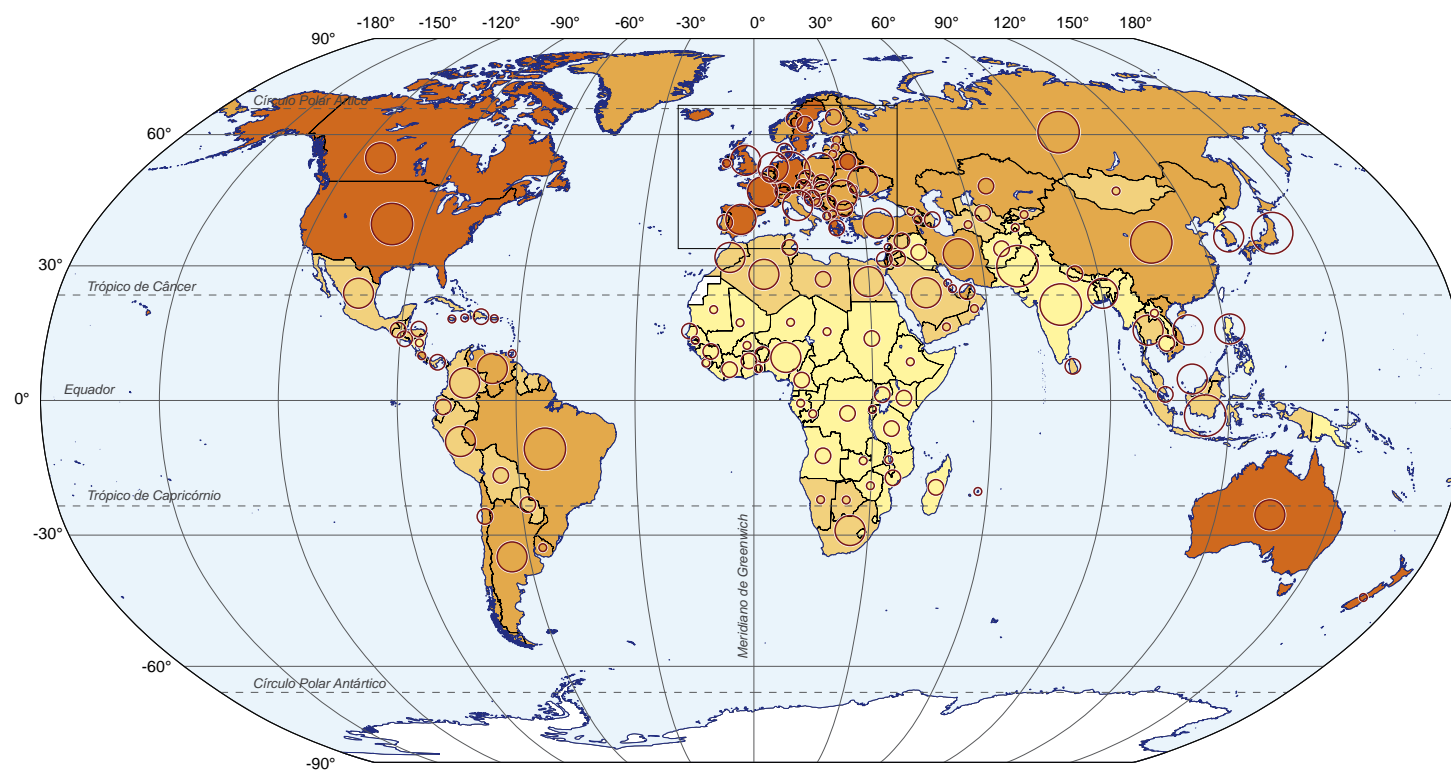 -180° -120° -90° -60° -30° 0° 30° 60° 90° 120° 150° 180°
90°
Círculo Polar Ártico
60°
30°
Trópico de Câncer
Equador
0°
Trópico de Capricórnio
-30°
Meridiano de Greenwich
-60°
Círculo Polar Antártico
-90°